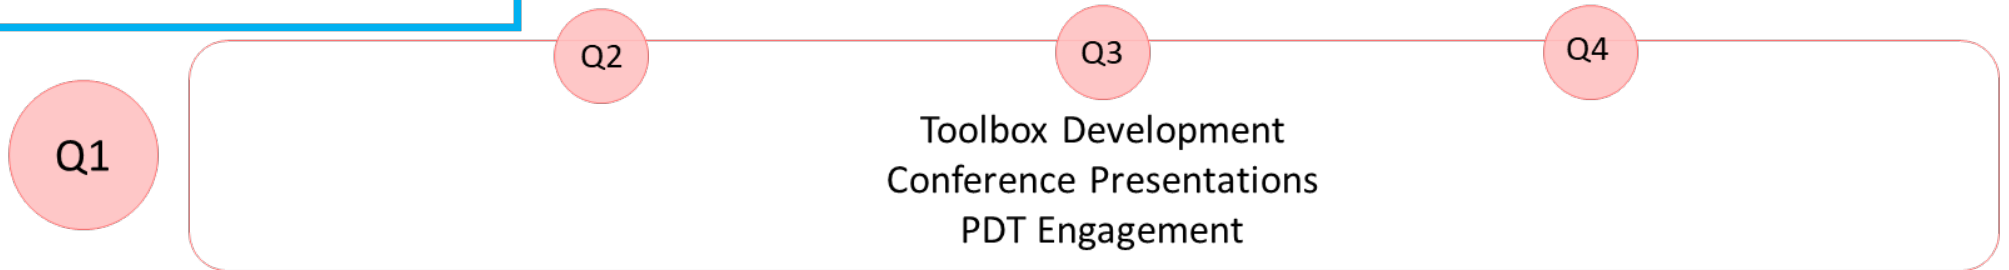 Q1
Q2
Q3
Q4
Toolbox Development
Conference Presentations
PDT Engagement